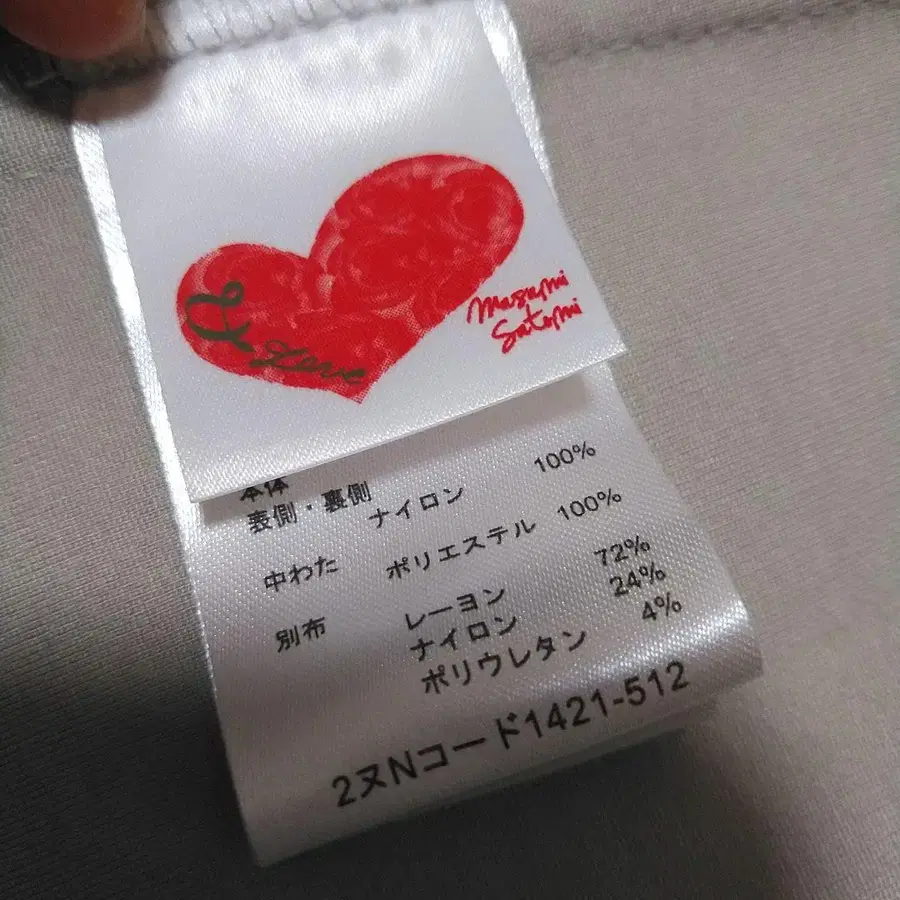 Love
Masumi
Satomi
本体
表側・裏側 ナイロン 100%
中わた ポリエステル 100%
別布 レーヨン 72%
ナイロン 24%
ポリウレタン 4%
2ヌNコード1421-512